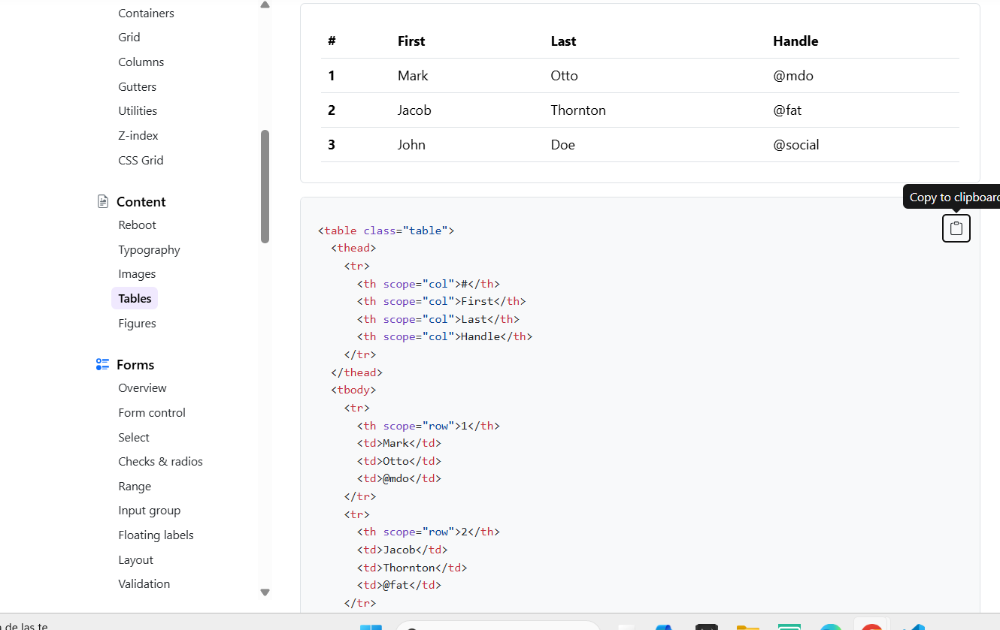 Containers
Grid
Columns
Gutters
Utilities
Z-index
CSS Grid
Content
Reboot
Typography
Images
Tables
Figures
Forms
Overview
Form control
Select
Checks & radios
Range
Input group
Floating labels
Layout
Validation
# First Last Handle
1 Mark Otto @mdo
2 Jacob Thornton @fat
3 John Doe @social
Copy to clipboard
<table class="table">
  <thead>
    <tr>
      <th scope="col">#</th>
      <th scope="col">First</th>
      <th scope="col">Last</th>
      <th scope="col">Handle</th>
    </tr>
  </thead>
  <tbody>
    <tr>
      <th scope="row">1</th>
      <td>Mark</td>
      <td>Otto</td>
      <td>@mdo</td>
    </tr>
    <tr>
      <th scope="row">2</th>
      <td>Jacob</td>
      <td>Thornton</td>
      <td>@fat</td>
    </tr>
de las te